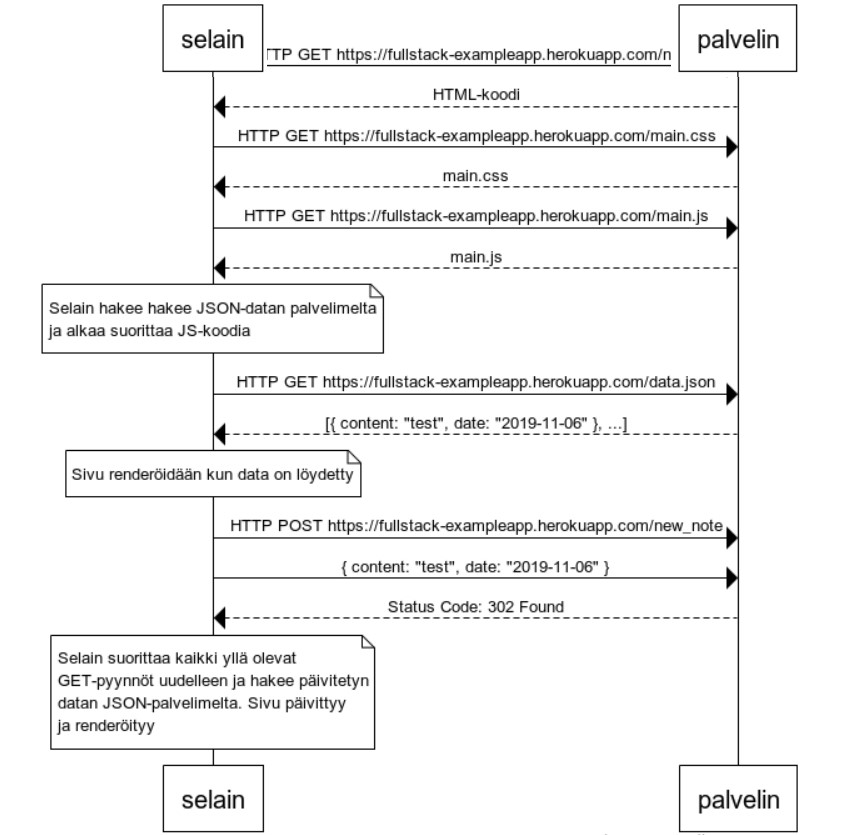 selain
palvelin
TTP GET https://fullstack-exampleapp.herokuapp.com/n
HTML-koodi
HTTP GET https://fullstack-exampleapp.herokuapp.com/main.css
main.css
HTTP GET https://fullstack-exampleapp.herokuapp.com/main.js
main.js
Selain hakee hakee JSON-datan palvelimelta
ja alkaa suorittaa JS-koodia
HTTP GET https://fullstack-exampleapp.herokuapp.com/data.json
[{ content: "test", date: "2019-11-06" }, ...]
Sivu renderöidään kun data on löydetty
HTTP POST https://fullstack-exampleapp.herokuapp.com/new_note
{ content: "test", date: "2019-11-06" }
Status Code: 302 Found
Selain suorittaa kaikki yllä olevat
GET-pyynnöt uudelleen ja hakee päivitetyn
datan JSON-palvelimelta. Sivu päivittyy
ja renderöityy
selain
palvelin